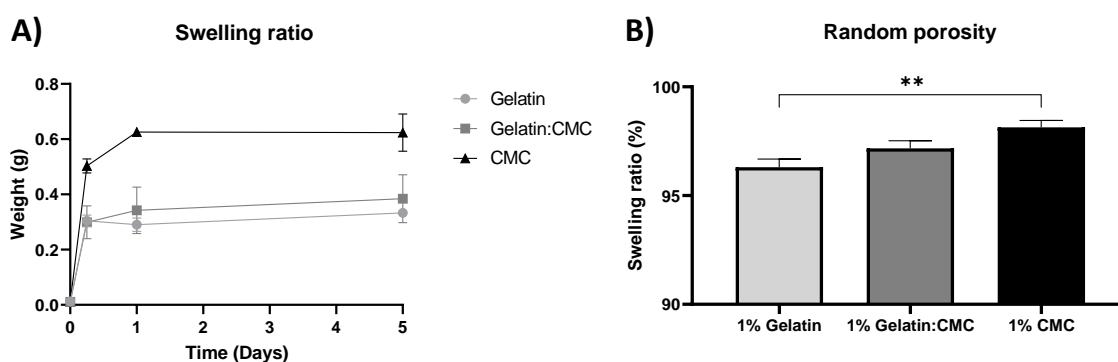 A)
Swelling ratio
Weight (g)
0.8
0.6
0.4
0.2
0.0
0 1 2 3 4 5
Time (Days)
Gelatin
Gelatin:CMC
CMC
B)
Random porosity
Swelling ratio (%)
100
95
90
**
1% Gelatin 1% Gelatin:CMC 1% CMC